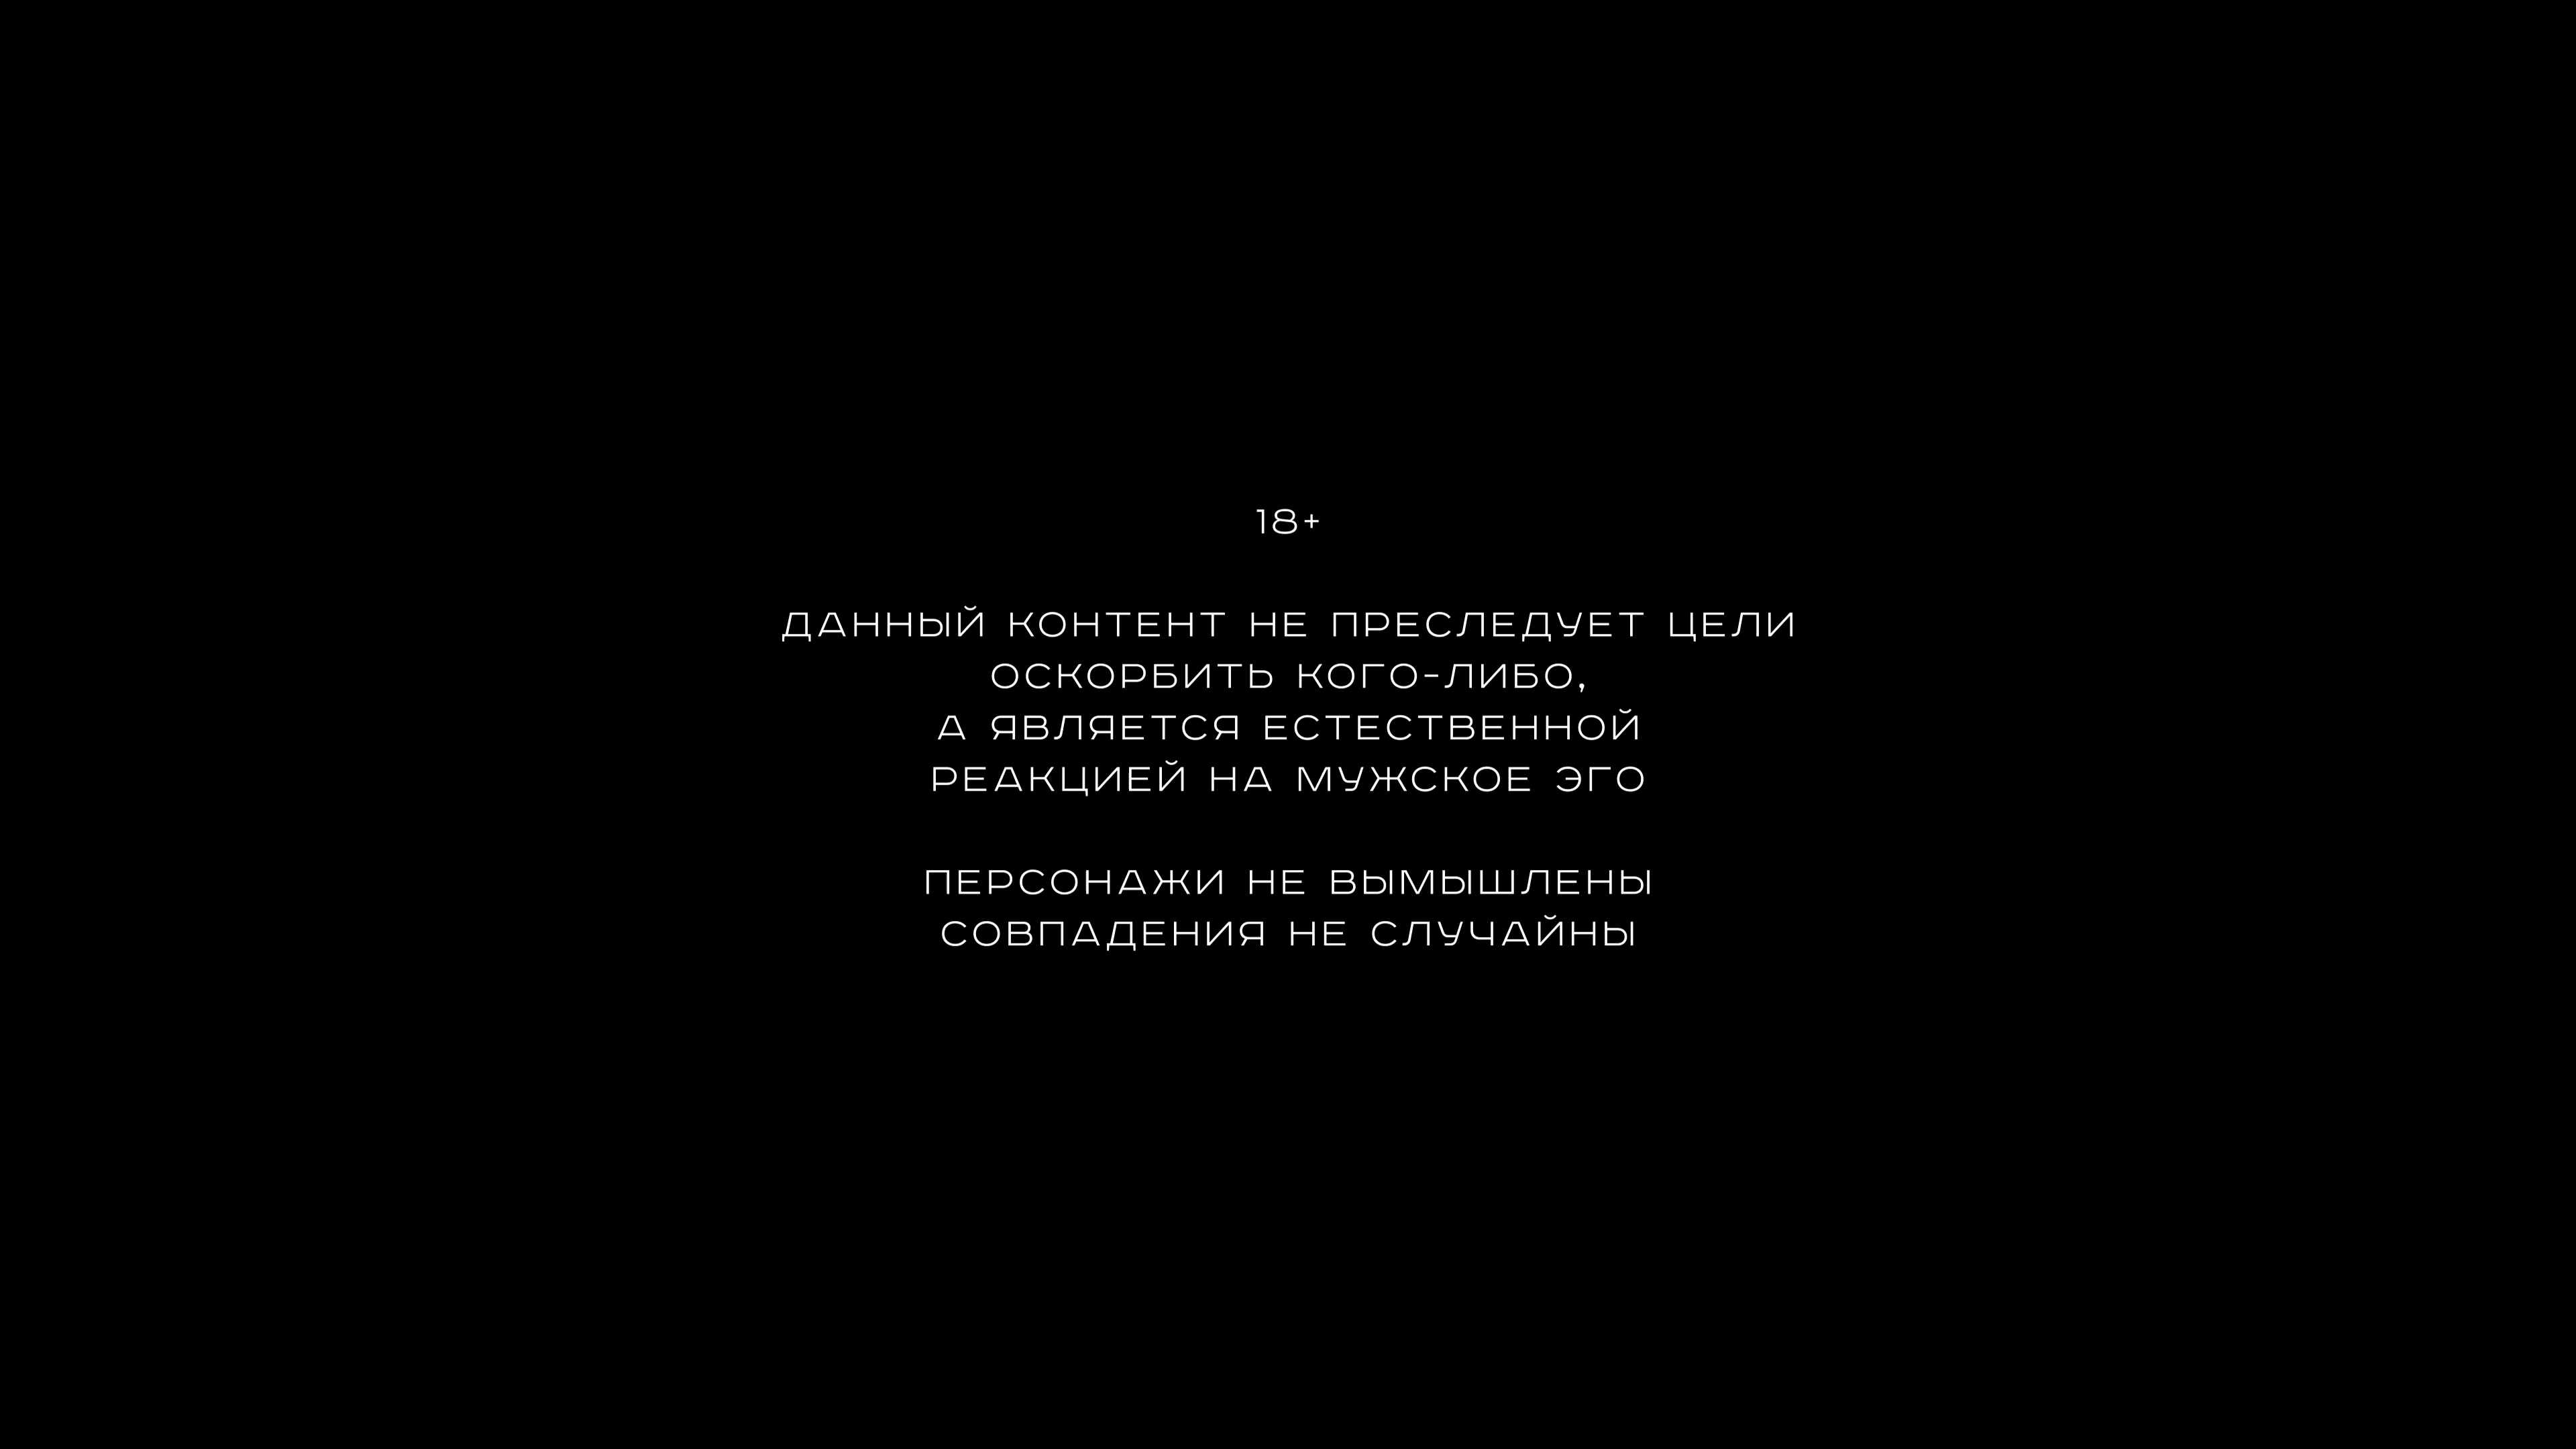 18+
ДАННЫЙ КОНТЕНТ НЕ ПРЕСЛЕДУЕТ ЦЕЛИ
ОСКОРБИТЬ КОГО-ЛИБО,
А ЯВЛЯЕТСЯ ЕСТЕСТВЕННОЙ
РЕАКЦИЕЙ НА МУЖСКОЕ ЭГО
ПЕРСОНАЖИ НЕ ВЫМЫШЛЕНЫ
СОВПАДЕНИЯ НЕ СЛУЧАЙНЫ